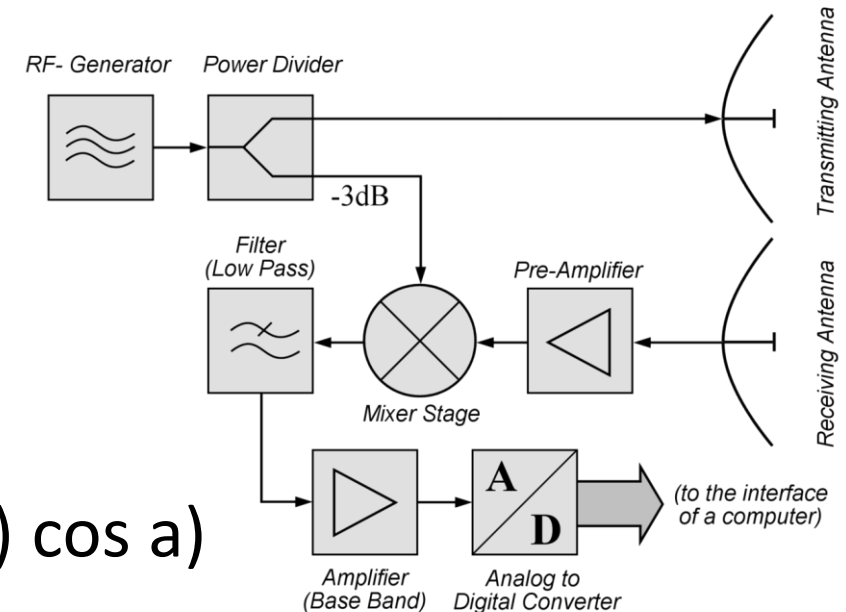 RF- Generator
Power Divider
Transmitting Antenna
-3dB
Filter
(Low Pass)
Pre-Amplifier
Mixer Stage
Receiving Antenna
) cos a)
A
D
(to the interface
of a computer)
Amplifier
(Base Band)
Analog to
Digital Converter